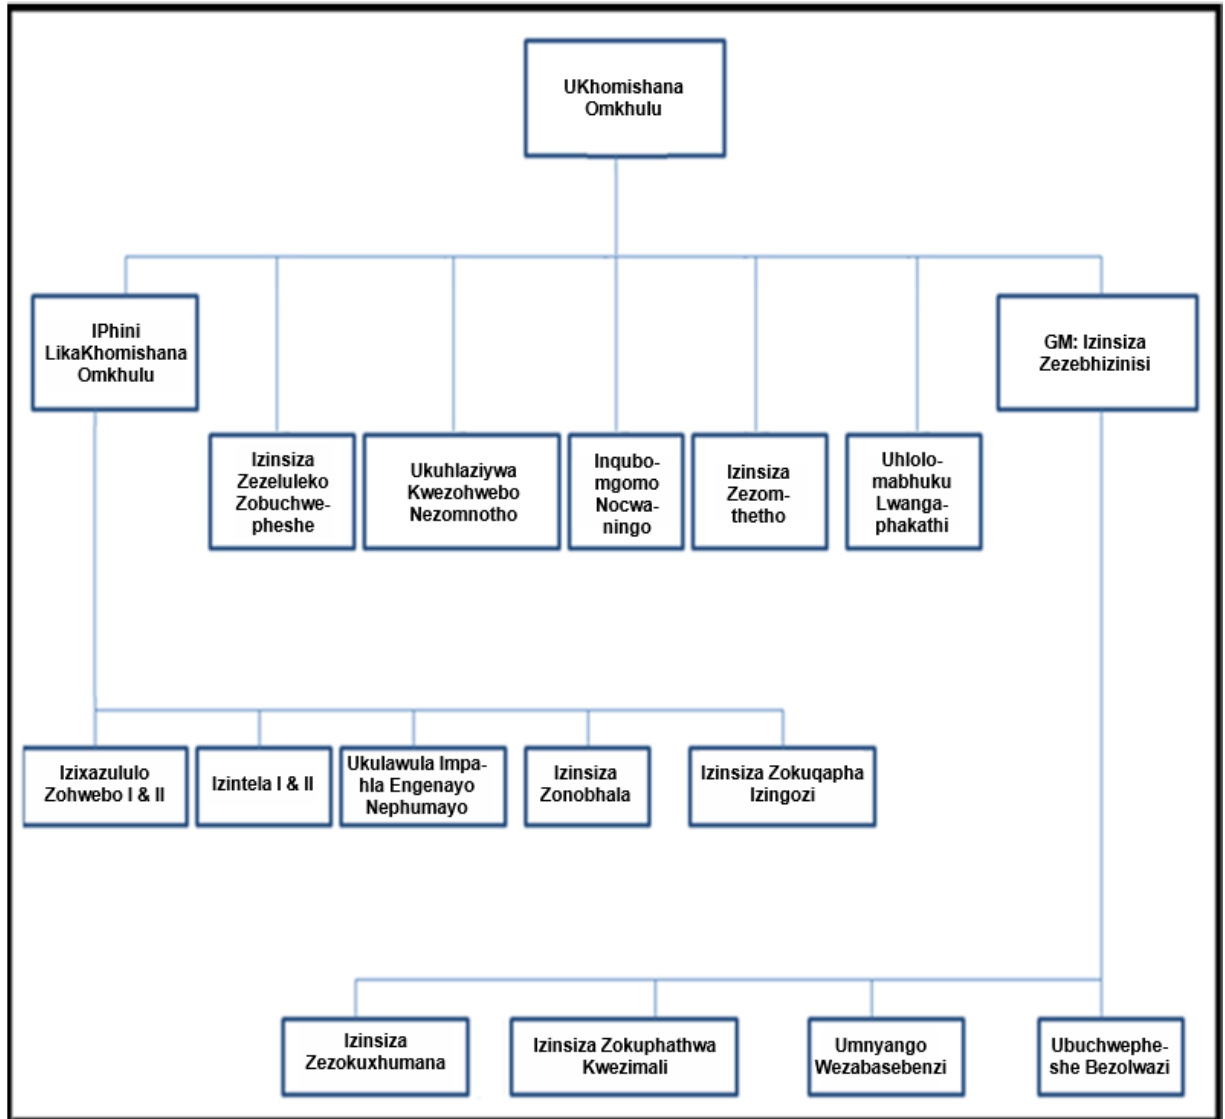 UKhomishana
Omkhulu
IPhini
LikaKhomishana
Omkhulu
GM: Izinsiza
Zezebhizinisi
Izinsiza
Zezeluleko
Zobuchwe-
pheshe
Ukuhlaziywa
Kwezohwebo
Nezomnotho
Inqubo-
mgomo
Nocwa-
ningo
Izinsiza
Zezom-
thetho
Uhlolo-
mabhuku
Lwanga-
phakathi
Izixazululo
Zohwebo I & II
Izintela I & II
Ukulawula Impa-
hla Engenayo
Nephumayo
Izinsiza
Zonobhala
Izinsiza Zokuqapha
Izingozi
Izinsiza
Zezokuxhumana
Izinsiza Zokuphathwa
Kwezimali
Umnyango
Wezabasebenzi
Ubuchwephe-
she Bezolwazi